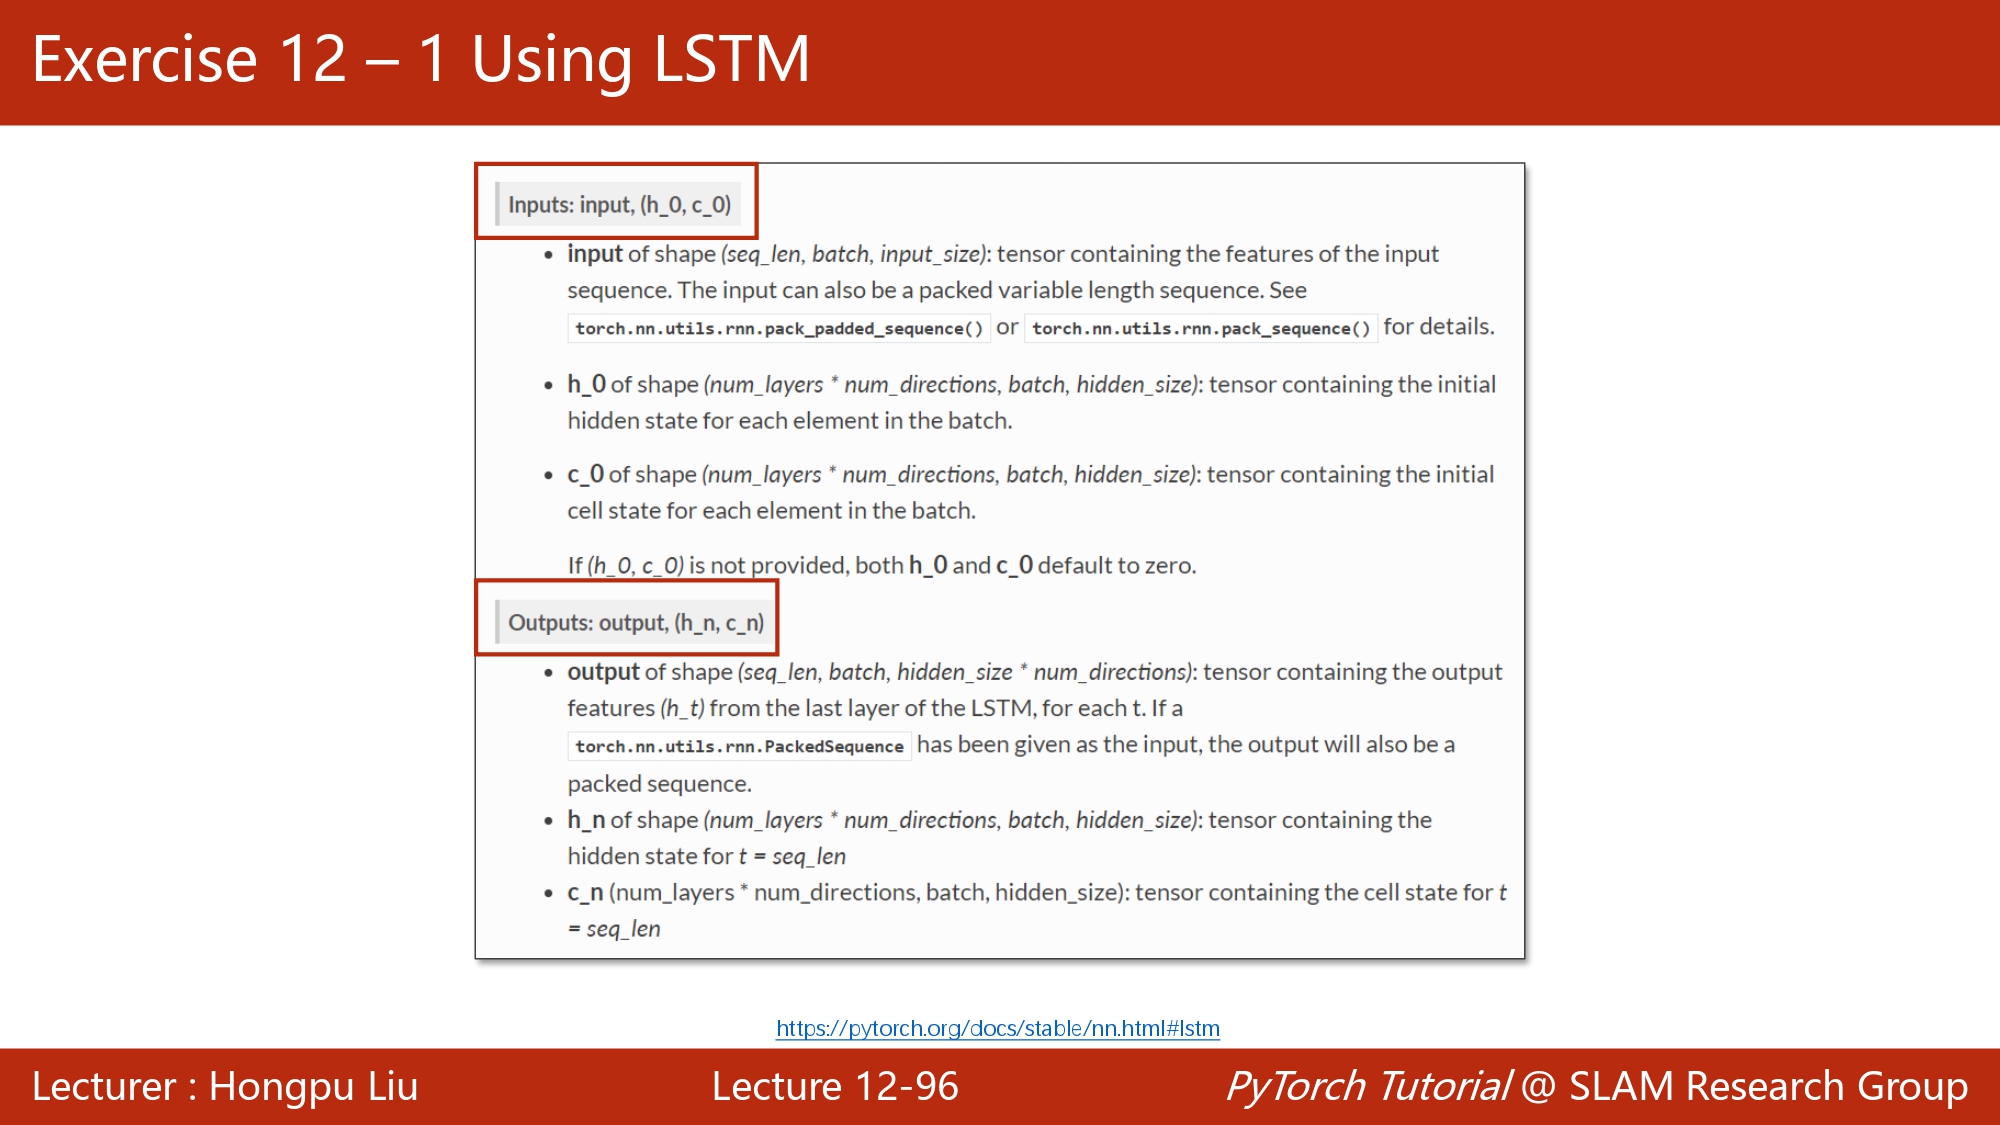 Exercise 12 – 1 Using LSTM
Inputs: input, (h_0, c_0)
• input of shape (seq_len, batch, input_size): tensor containing the features of the input
sequence. The input can also be a packed variable length sequence. See
torch.nn.utils.rnn.pack_padded_sequence() or torch.nn.utils.rnn.pack_sequence() for details.
• h_0 of shape (num_layers * num_directions, batch, hidden_size): tensor containing the initial
hidden state for each element in the batch.
• c_0 of shape (num_layers * num_directions, batch, hidden_size): tensor containing the initial
cell state for each element in the batch.
If (h_0, c_0) is not provided, both h_0 and c_0 default to zero.
Outputs: output, (h_n, c_n)
• output of shape (seq_len, batch, hidden_size * num_directions): tensor containing the output
features (h_t) from the last layer of the LSTM, for each t. If a
torch.nn.utils.rnn.PackedSequence has been given as the input, the output will also be a
packed sequence.
• h_n of shape (num_layers * num_directions, batch, hidden_size): tensor containing the
hidden state for t = seq_len
• c_n (num_layers * num_directions, batch, hidden_size): tensor containing the cell state for t
= seq_len
https://pytorch.org/docs/stable/nn.html#lstm
Lecturer : Hongpu Liu
Lecture 12-96
PyTorch Tutorial @ SLAM Research Group